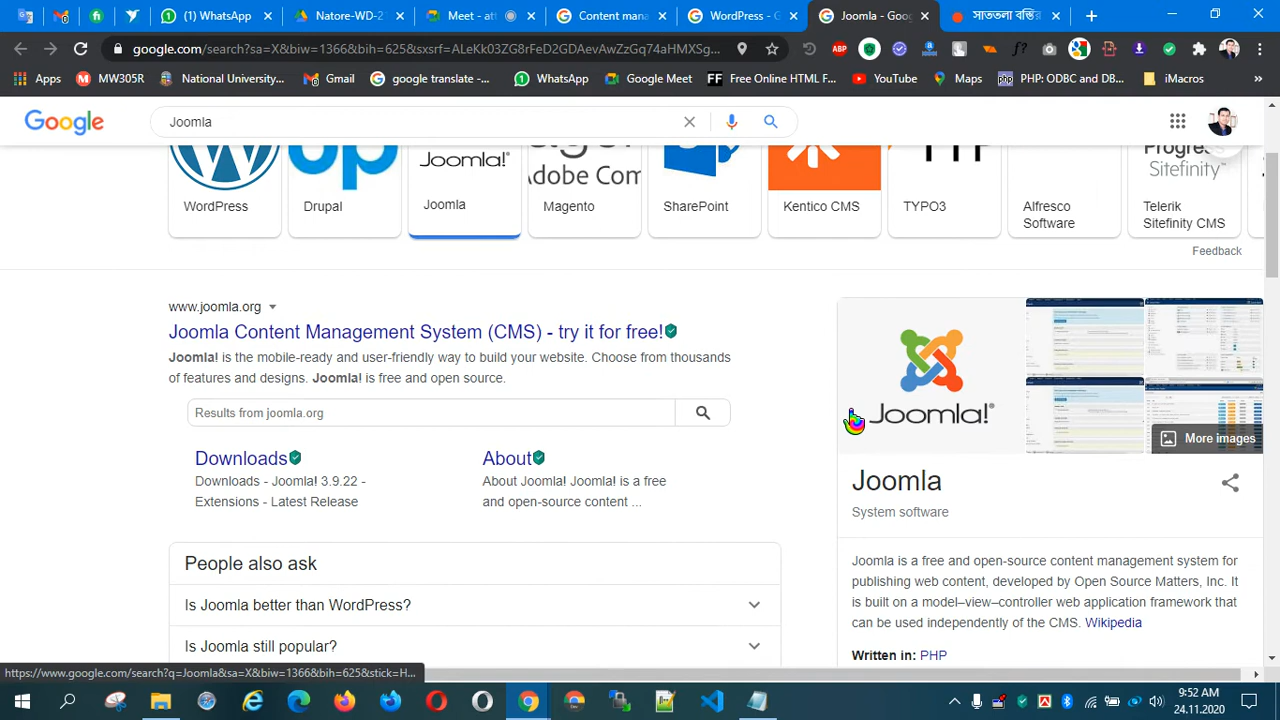 (1) WhatsApp
Natore-WD-2
Meet - att
Content mana
WordPress - G
Joomla - Goo
সাততলা বস্তির
google.com/search?sa=X&biw=1366&bih=625&sxsrf=ALeKk03ZG8rFeD2GDAevAwZzGq74aHMXSg...
Apps
MW305R
National University...
Gmail
google translate -...
WhatsApp
Google Meet
Free Online HTML F...
YouTube
Maps
PHP: ODBC and DB...
iMacros
»
Google
Joomla
Joomla!
Adobe Com
TYP
Progress
Sitefinity
WordPress
Drupal
Joomla
Magento
SharePoint
Kentico CMS
TYPO3
Alfresco
Software
Telerik
Sitefinity CMS
Feedback
www.joomla.org
Joomla Content Management System (CMS) - try it for free!
Joomla! is the mobile-ready and user-friendly way to build your website. Choose from thousands
of features and designs. Joomla! is free and open source.
Results from joomla.org
Downloads
Downloads - Joomla! 3.9.22 -
Extensions - Latest Release
About
About Joomla! Joomla! is a free
and open-source content ...
People also ask
Is Joomla better than WordPress?
Is Joomla still popular?
Joomla!
More images
Joomla
System software
Joomla is a free and open-source content management system for
publishing web content, developed by Open Source Matters, Inc. It
is built on a model–view–controller web application framework that
can be used independently of the CMS. Wikipedia
Written in: PHP
https://www.google.com/search?q=Joomla&sa=X&biw=1366&bih=625&stick=H...
9:52 AM
24.11.2020